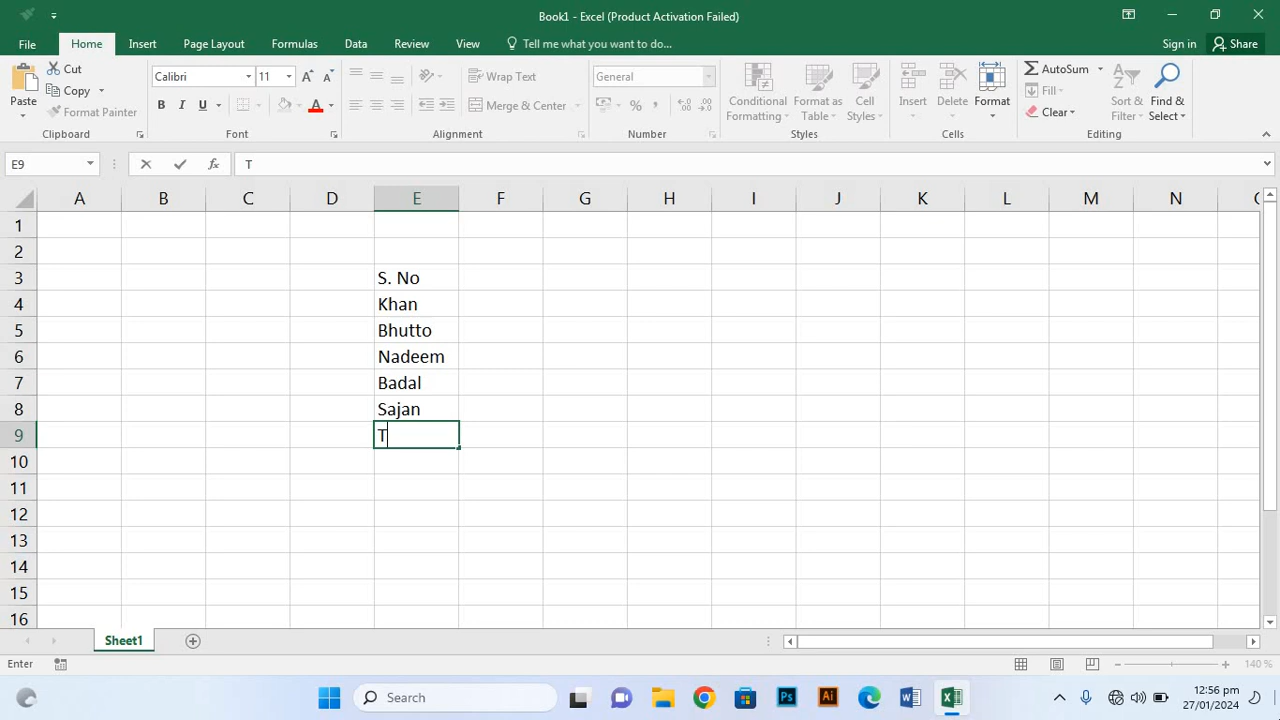 Book1 - Excel (Product Activation Failed)
File Home Insert Page Layout Formulas Data Review View Tell me what you want to do... Sign in Share
Paste Cut Copy Format Painter Clipboard
Calibri 11 A A B I U A Font
Wrap Text Merge & Center Alignment
General % , Number
Conditional Formatting Format as Table Cell Styles Styles
Insert Delete Format Cells
AutoSum Fill Clear Sort & Filter Find & Select Editing
E9 fx T
A B C D E F G H I J K L M N
1
2
3 S. No
4 Khan
5 Bhutto
6 Nadeem
7 Badal
8 Sajan
9 T
10
11
12
13
14
15
16
Sheet1
Enter 140 %
Search Ps Ai 12:56 pm
27/01/2024